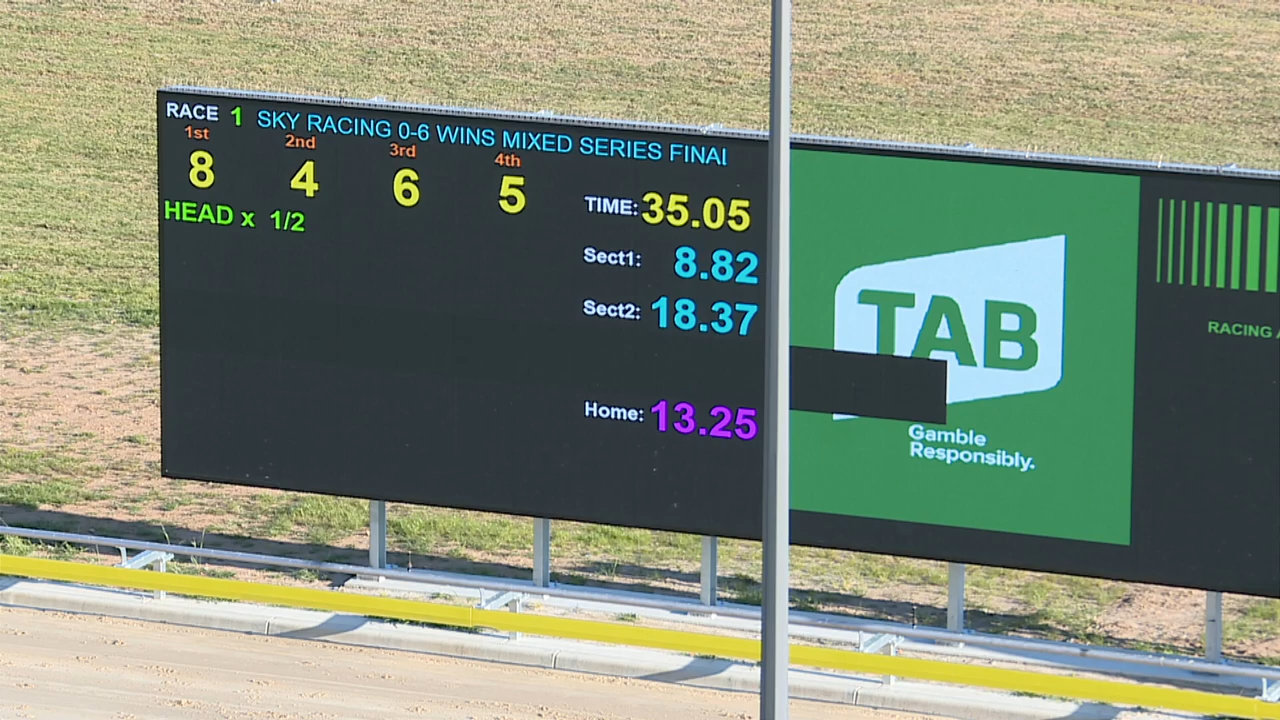 RACE 1 SKY RACING 0-6 WINS MIXED SERIES FINAL
1st 2nd 3rd 4th
8 4 6 5
HEAD x 1/2
TIME: 35.05
Sect1: 8.82
Sect2: 18.37
Home: 13.25
TAB
Gamble
Responsibly.
RACING